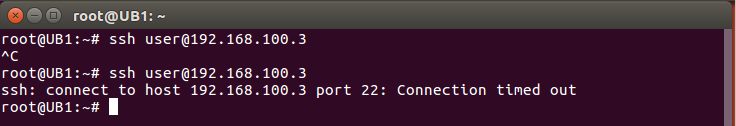 root@UB1: ~
root@UB1:~# ssh user@192.168.100.3
^C
root@UB1:~# ssh user@192.168.100.3
ssh: connect to host 192.168.100.3 port 22: Connection timed out
root@UB1:~#